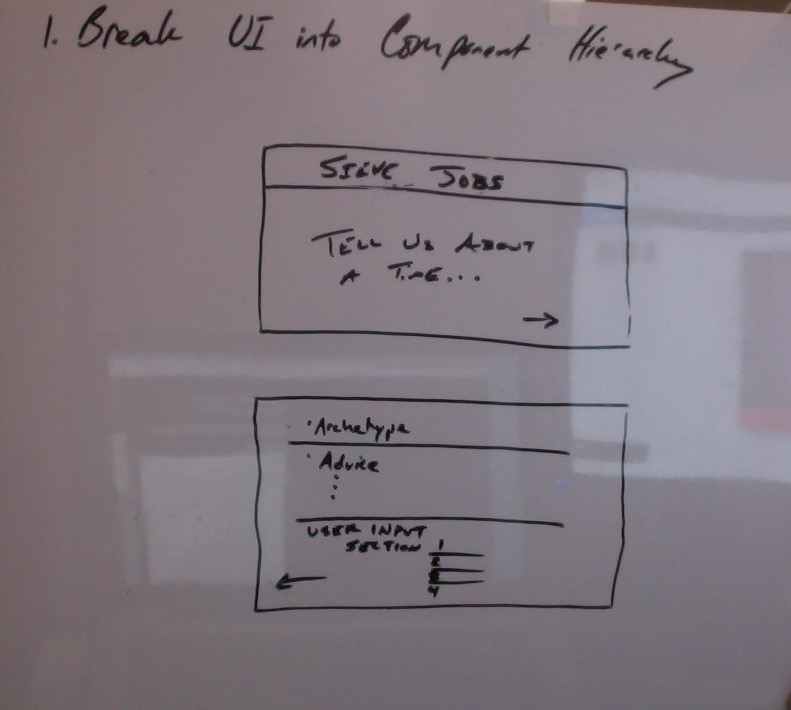 1. Break UI into Component Hierarchy
STEVE JOBS
TELL US ABOUT
A TIME...
→
· Archetype
· Advice
⋮
USER INPUT
SECTION
1
2
3
4
←